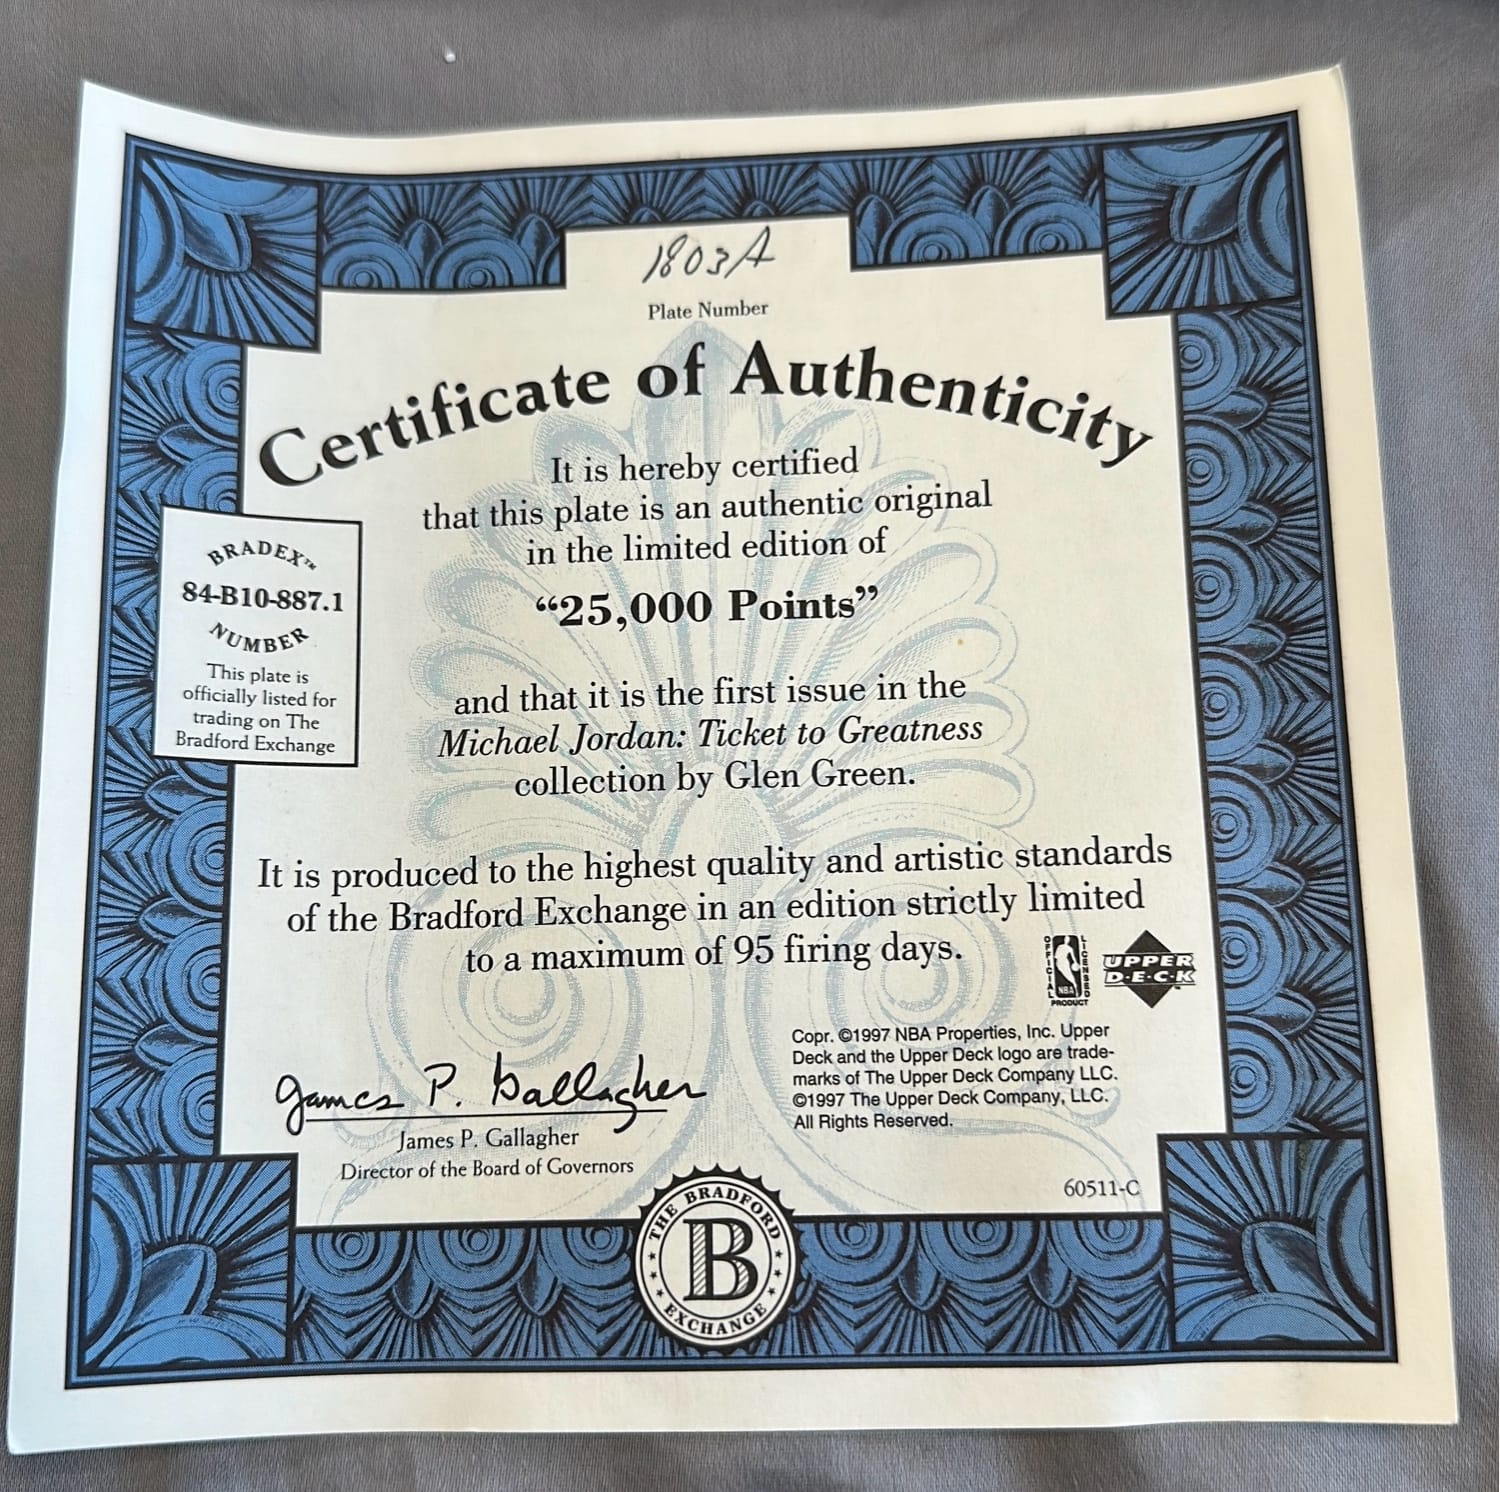 1803A
Plate Number
Certificate of Authenticity
It is hereby certified
that this plate is an authentic original
in the limited edition of
“25,000 Points”
BRADEX™
84-B10-887.1
NUMBER
This plate is
officially listed for
trading on The
Bradford Exchange
and that it is the first issue in the
Michael Jordan: Ticket to Greatness
collection by Glen Green.
It is produced to the highest quality and artistic standards
of the Bradford Exchange in an edition strictly limited
to a maximum of 95 firing days.
OFFICIAL LICENSED
NBA
PRODUCT
UPPER
D·E·C·K
Copr. ©1997 NBA Properties, Inc. Upper
Deck and the Upper Deck logo are trade-
marks of The Upper Deck Company LLC.
©1997 The Upper Deck Company, LLC.
All Rights Reserved.
James P. Gallagher
James P. Gallagher
Director of the Board of Governors
60511-C
THE BRADFORD
B
EXCHANGE